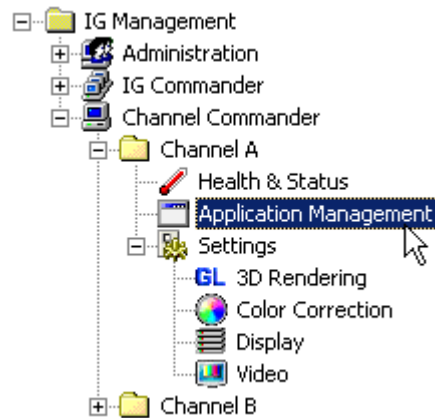 IG Management
Administration
IG Commander
Channel Commander
Channel A
Health & Status
Application Management
Settings
GL 3D Rendering
Color Correction
Display
Video
Channel B